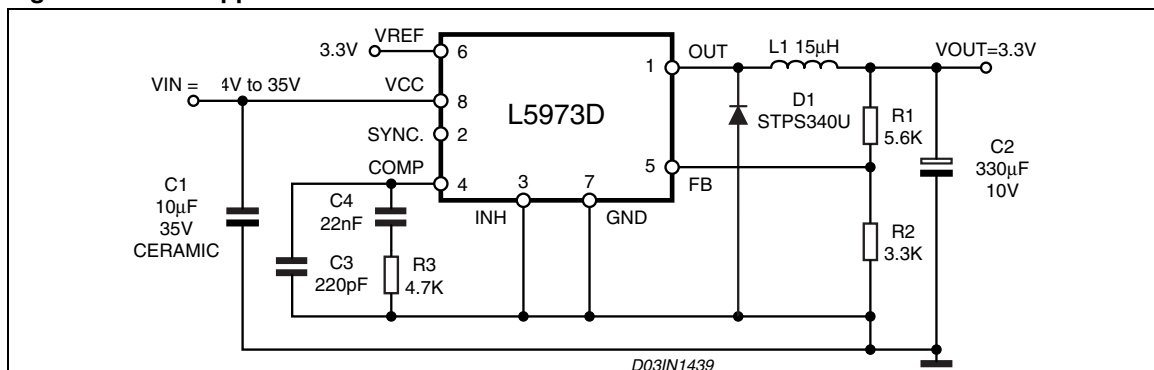 VREF
3.3V
6
VIN =
4V to 35V
VCC
8
SYNC.
2
COMP
4
L5973D
3
7
INH
GND
1
OUT
L1 15µH
VOUT=3.3V
D1
STPS340U
R1
5.6K
5
FB
C2
330µF
10V
R2
3.3K
C1
10µF
35V
CERAMIC
C4
22nF
C3
220pF
R3
4.7K
D03IN1439